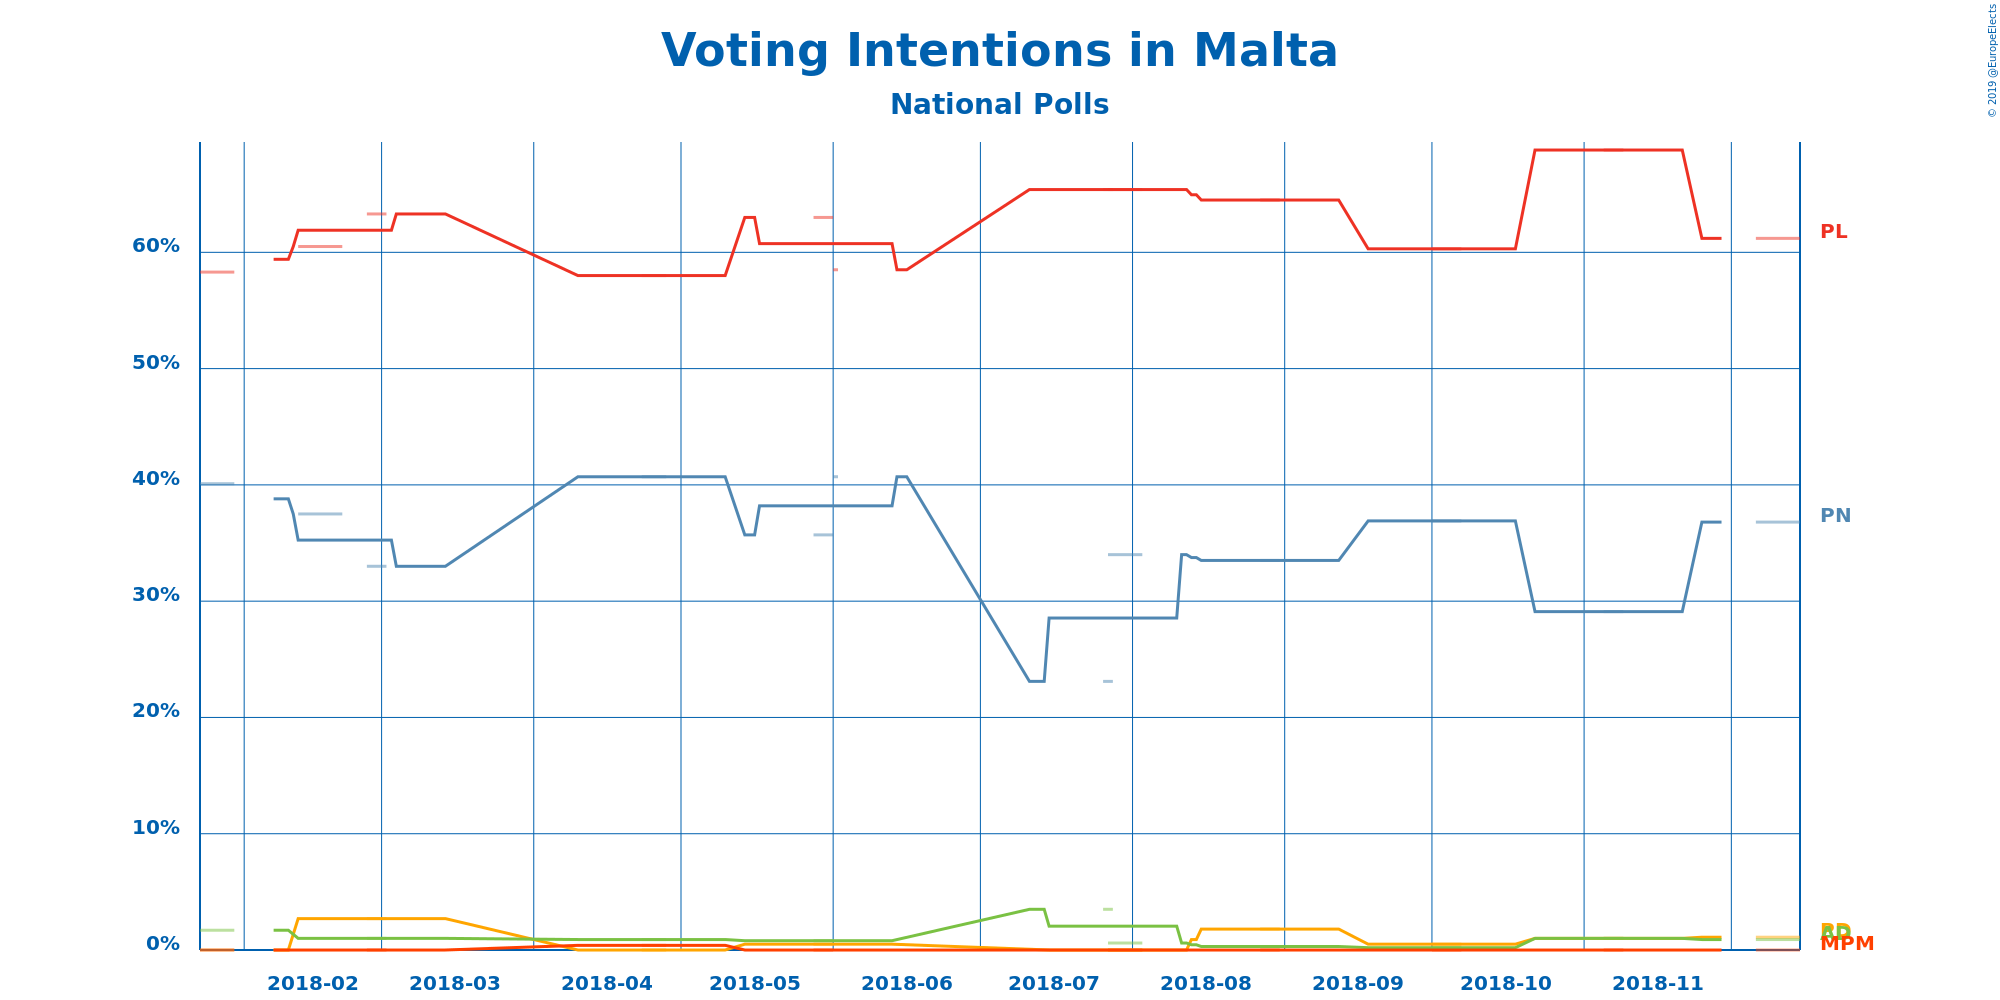 Voting Intentions in Malta
National Polls
© 2019 @EuropeElects
60%
50%
40%
30%
20%
10%
0%
PL
PN
PD
AD
MPM
2018-02 2018-03 2018-04 2018-05 2018-06 2018-07 2018-08 2018-09 2018-10 2018-11